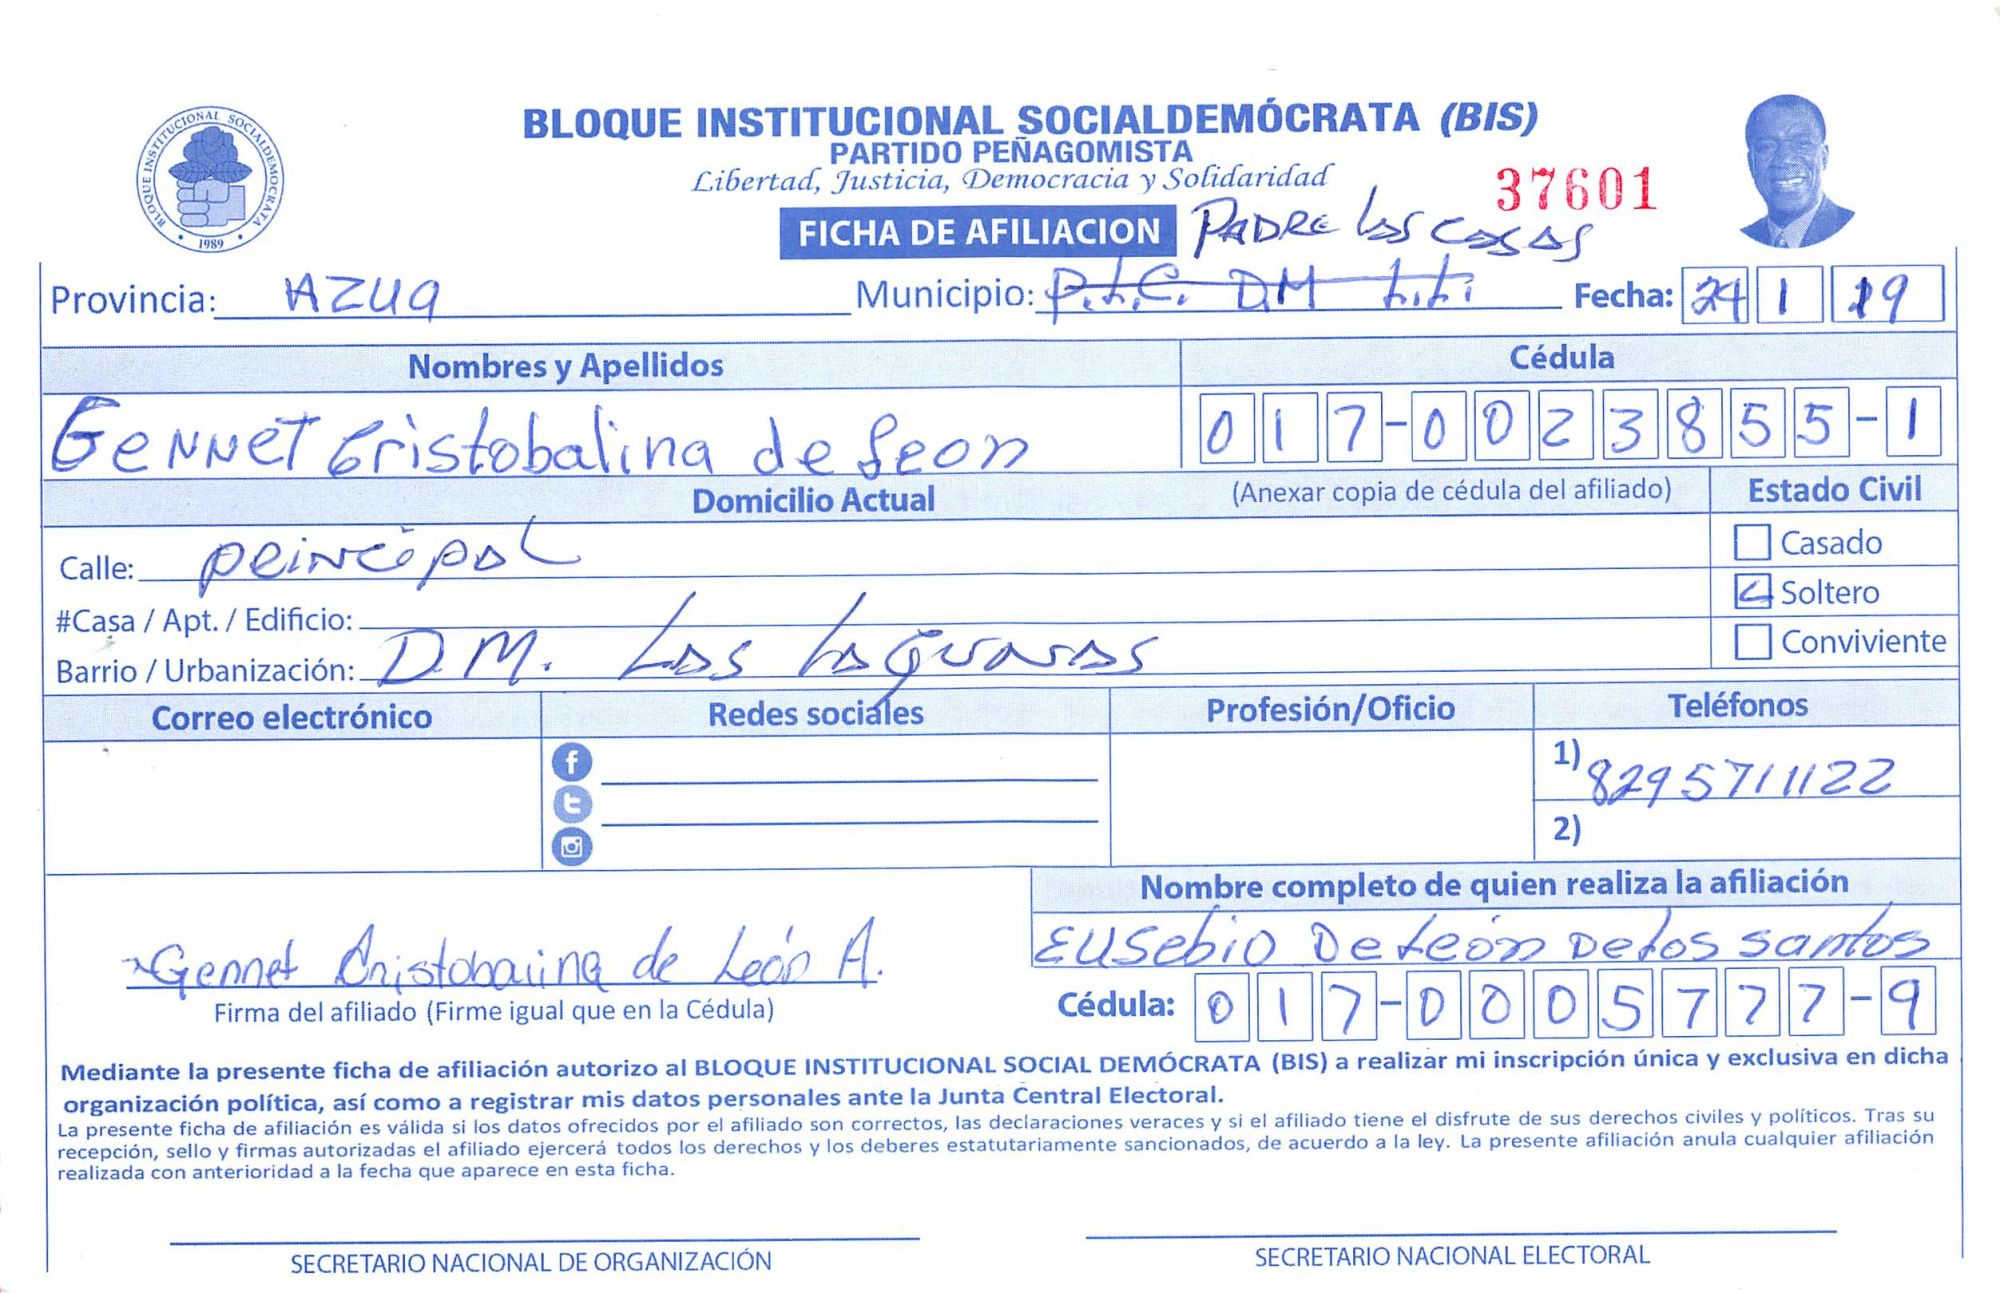 BLOQUE INSTITUCIONAL SOCIALDEMÓCRATA (BIS)
PARTIDO PEÑAGOMISTA
Libertad, Justicia, Democracia y Solidaridad
37601
BLOQUE INSTITUCIONAL SOCIALDEMOCRATA
1989
FICHA DE AFILIACION PADRE Las CASAS
Provincia: AZUA Municipio: P.L.C. D.M Fecha: 24 1 19
Nombres y Apellidos Cédula
GENNET Cristobalina de Leon 017-0023855-1
Domicilio Actual (Anexar copia de cédula del afiliado) Estado Civil
Calle: principal Casado
#Casa / Apt. / Edificio: Soltero
Barrio / Urbanización: D.M. Las Lagunas Conviviente
Correo electrónico Redes sociales Profesión/Oficio Teléfonos
1) 8295711122
2)
Nombre completo de quien realiza la afiliación
EUSebio De León De los santos
Gennet Cristobalina de León A.
Firma del afiliado (Firme igual que en la Cédula) Cédula: 017-0005777-9
Mediante la presente ficha de afiliación autorizo al BLOQUE INSTITUCIONAL SOCIAL DEMÓCRATA (BIS) a realizar mi inscripción única y exclusiva en dicha
organización política, así como a registrar mis datos personales ante la Junta Central Electoral.
La presente ficha de afiliación es válida si los datos ofrecidos por el afiliado son correctos, las declaraciones veraces y si el afiliado tiene el disfrute de sus derechos civiles y políticos. Tras su
recepción, sello y firmas autorizadas el afiliado ejercerá todos los derechos y los deberes estatutariamente sancionados, de acuerdo a la ley. La presente afiliación anula cualquier afiliación
realizada con anterioridad a la fecha que aparece en esta ficha.
SECRETARIO NACIONAL DE ORGANIZACIÓN SECRETARIO NACIONAL ELECTORAL